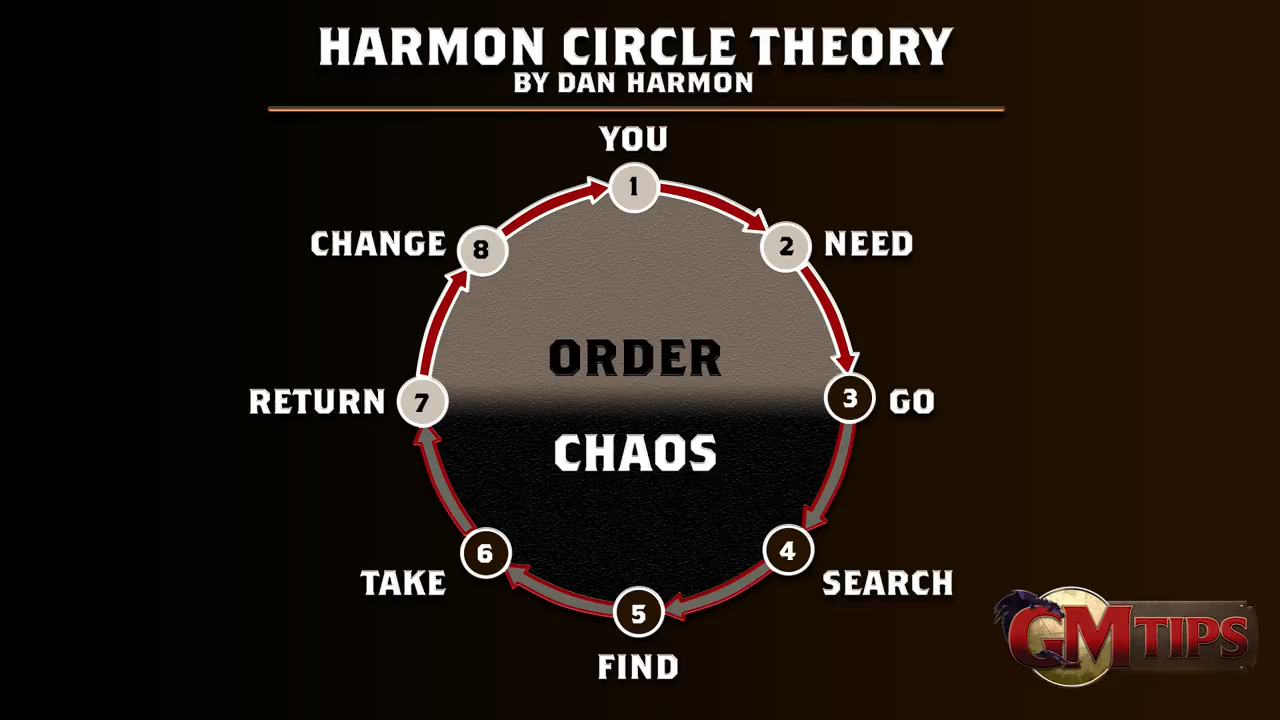 HARMON CIRCLE THEORY
BY DAN HARMON
YOU
1
CHANGE 8
2 NEED
ORDER
RETURN 7
3 GO
CHAOS
6
4
TAKE
SEARCH
5
FIND
GM TIPS